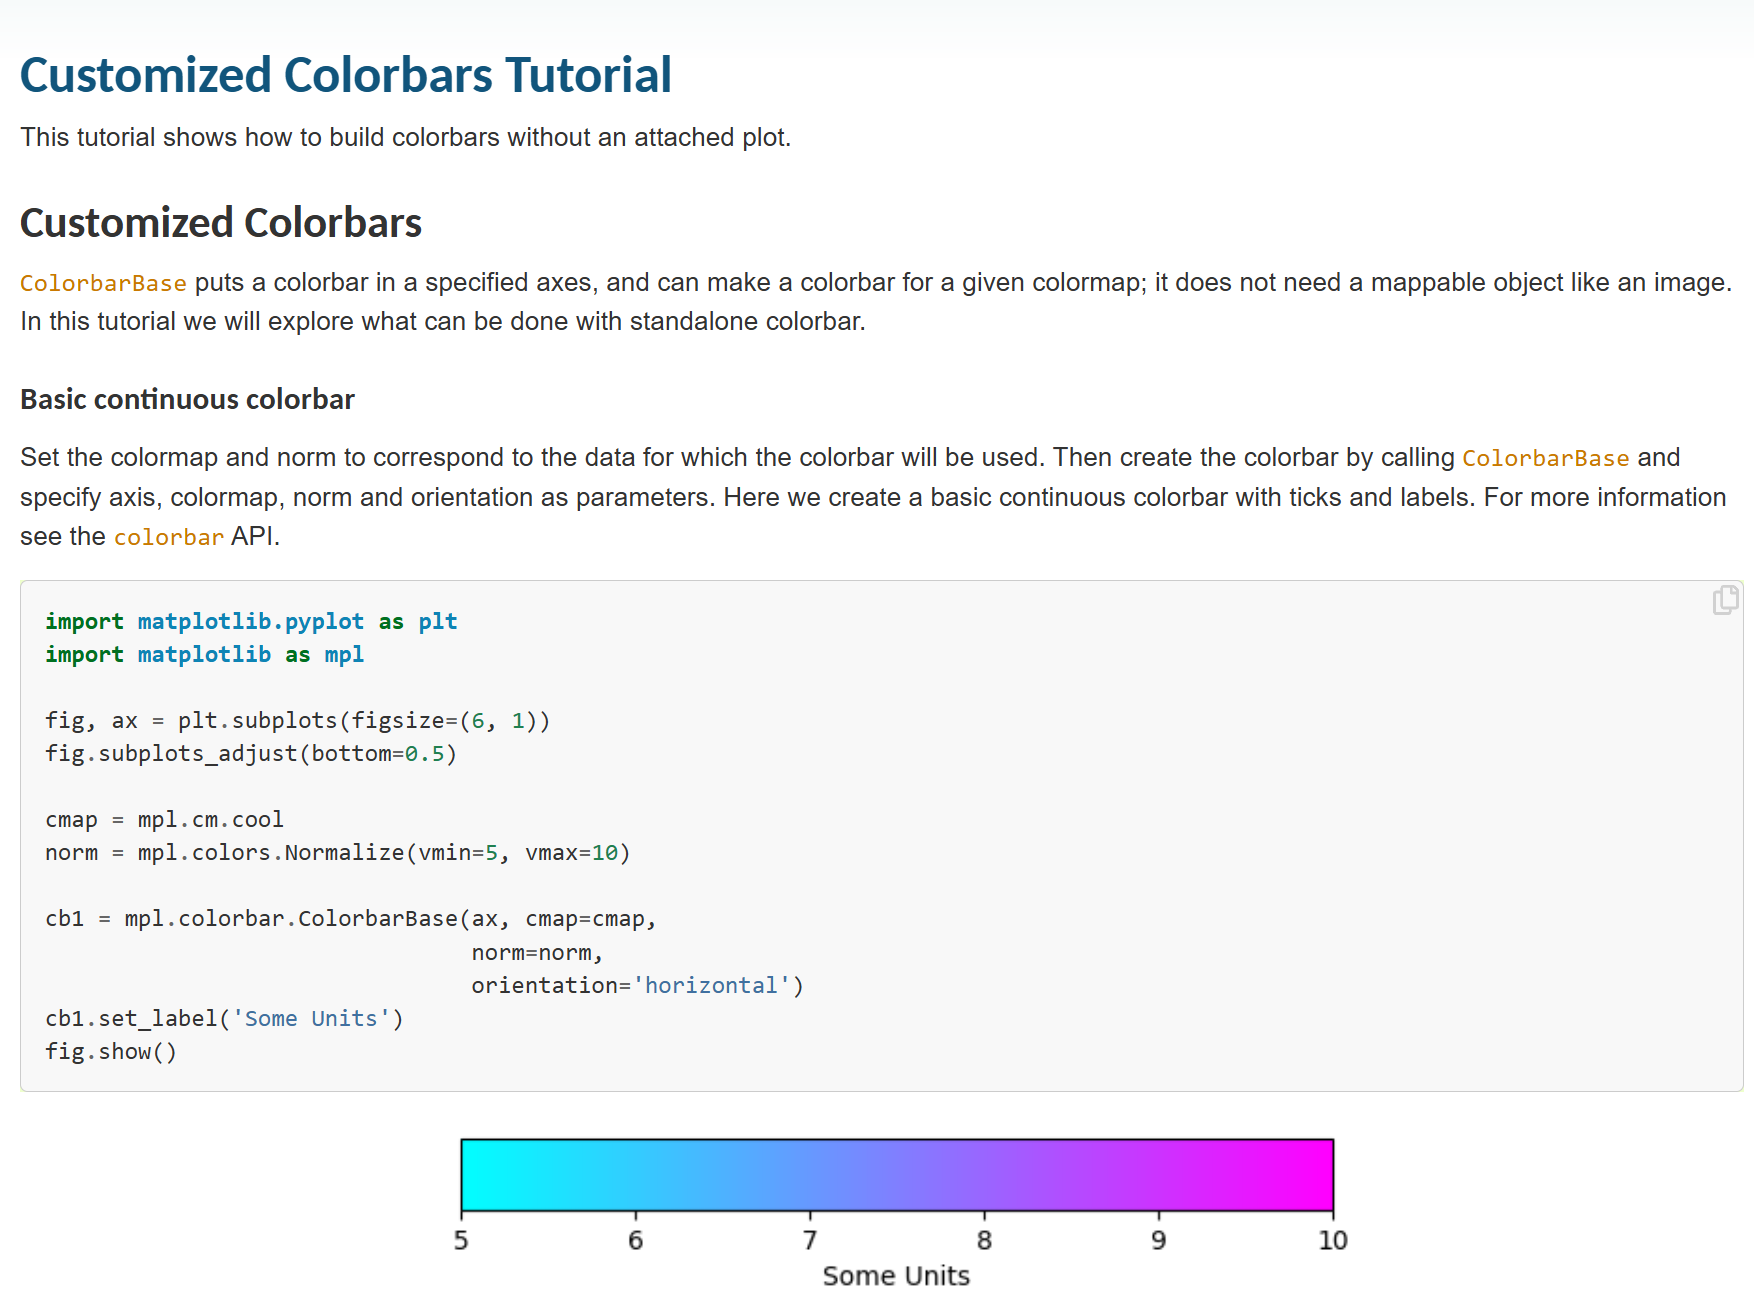 Customized Colorbars Tutorial
This tutorial shows how to build colorbars without an attached plot.
Customized Colorbars
ColorbarBase puts a colorbar in a specified axes, and can make a colorbar for a given colormap; it does not need a mappable object like an image.
In this tutorial we will explore what can be done with standalone colorbar.
Basic continuous colorbar
Set the colormap and norm to correspond to the data for which the colorbar will be used. Then create the colorbar by calling ColorbarBase and
specify axis, colormap, norm and orientation as parameters. Here we create a basic continuous colorbar with ticks and labels. For more information
see the colorbar API.
import matplotlib.pyplot as plt
import matplotlib as mpl
fig, ax = plt.subplots(figsize=(6, 1))
fig.subplots_adjust(bottom=0.5)
cmap = mpl.cm.cool
norm = mpl.colors.Normalize(vmin=5, vmax=10)
cb1 = mpl.colorbar.ColorbarBase(ax, cmap=cmap,
                                norm=norm,
                                orientation='horizontal')
cb1.set_label('Some Units')
fig.show()
5 6 7 8 9 10
Some Units